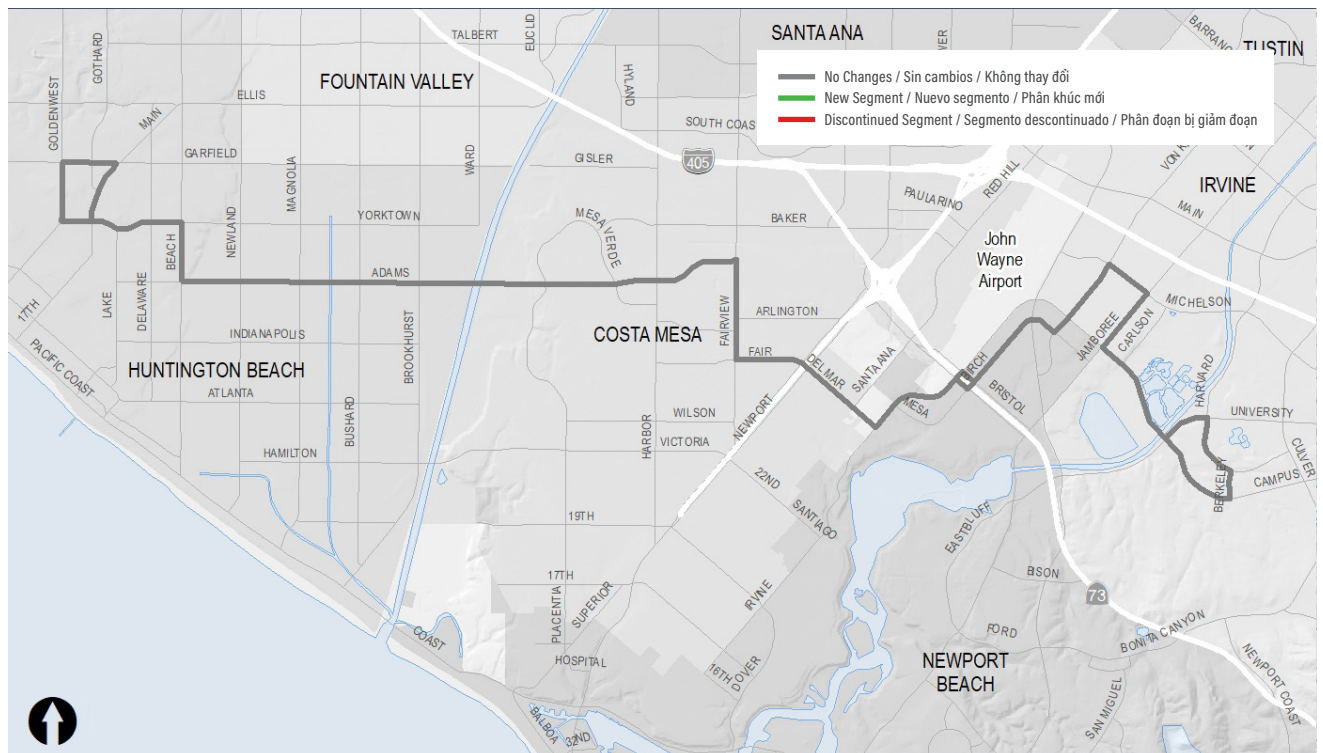 SANTA ANA
TUSTIN
BARRANC
TALBERT
EUCLID
GOTHARD
GOLDENWEST
FOUNTAIN VALLEY
HYLAND
No Changes / Sin cambios / Không thay đổi
New Segment / Nuevo segmento / Phân khúc mới
Discontinued Segment / Segmento descontinuado / Phân đoạn bị giảm đoạn
MAIN
ELLIS
SOUTH COAS
GARFIELD
MAGNOLIA
WARD
GISLER
405
RED HILL
VON K
IRVINE
PAULARINO
MAIN
NEWLAND
YORKTOWN
MESA VERDE
BAKER
BEACH
John
Wayne
Airport
ADAMS
LAKE
DELAWARE
17TH
INDIANAPOLIS
BROOKHURST
COSTA MESA
FAIRVIEW
ARLINGTON
MICHELSON
JAMBOREE
CARLSON
PACIFIC COAST
HUNTINGTON BEACH
ATLANTA
FAIR
DEL MAR
SANTA ANA
BIRCH
BRISTOL
HARVARD
MESA
BUSHARD
HARBOR
WILSON
NEWPORT
UNIVERSITY
VICTORIA
HAMILTON
CULVER
BERKELEY
CAMPUS
22ND
SANTIAGO
19TH
EASTBLUFF
17TH
PLACENTIA
SUPERIOR
IRVINE
BISON
73
FORD
BONITA CANYON
COAST
HOSPITAL
16TH
DOVER
NEWPORT
BEACH
NEWPORT COAST
SAN MIGUEL
BALBOA
32ND